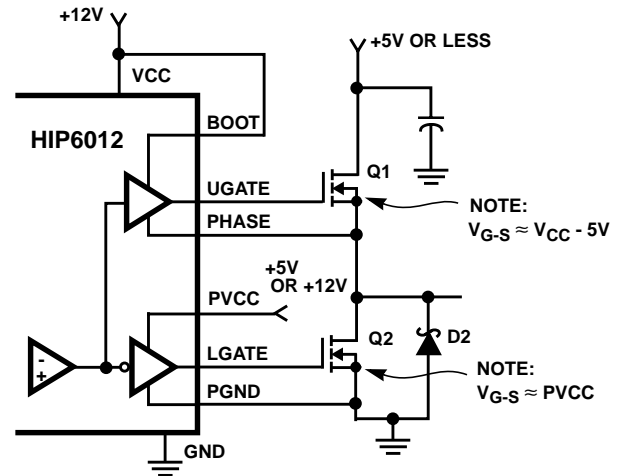 +12V
+5V OR LESS
VCC
BOOT
HIP6012
Q1
UGATE
NOTE:
VG-S ≈ VCC - 5V
PHASE
+5V
OR +12V
PVCC
Q2
D2
LGATE
NOTE:
VG-S ≈ PVCC
PGND
-
+
GND